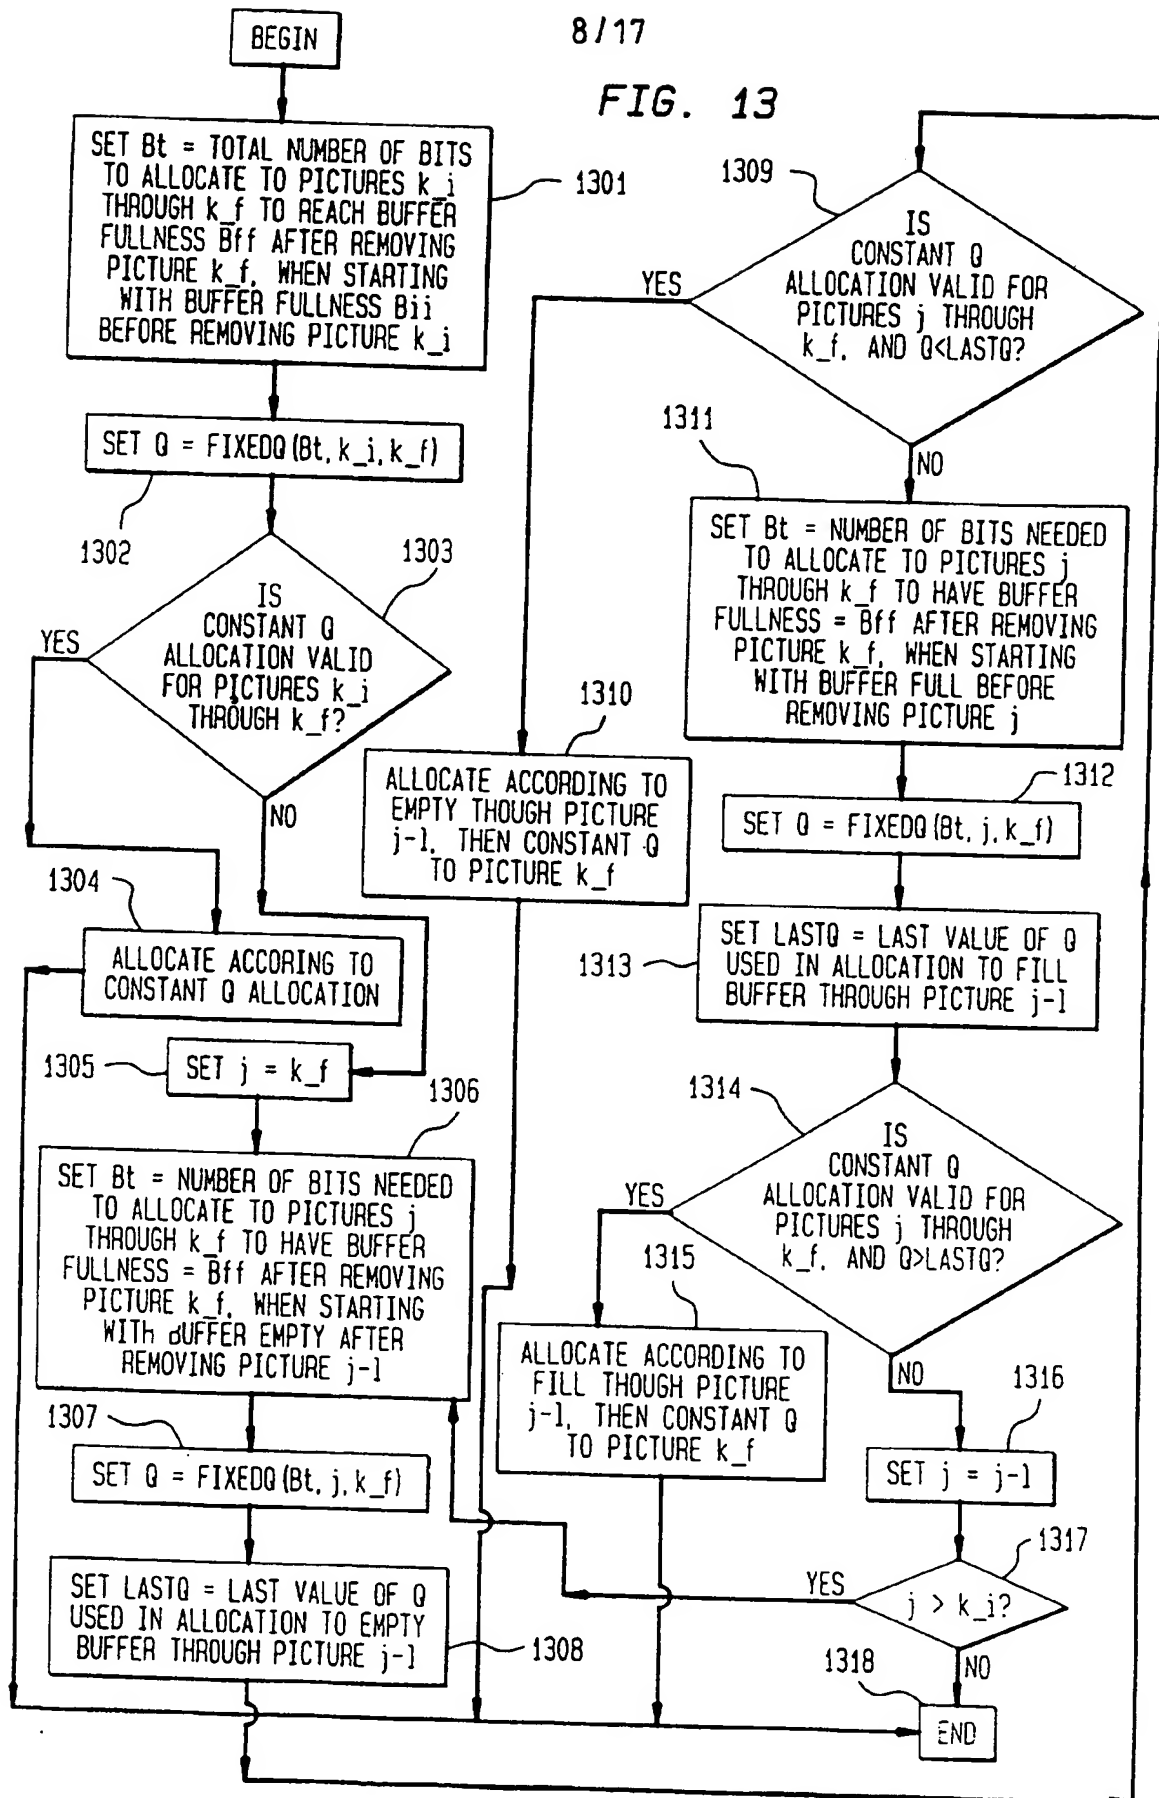 8/17
FIG. 13
BEGIN
SET Bt = TOTAL NUMBER OF BITS
TO ALLOCATE TO PICTURES k_i
THROUGH k_f TO REACH BUFFER
FULLNESS Bff AFTER REMOVING
PICTURE k_f, WHEN STARTING
WITH BUFFER FULLNESS Bii
BEFORE REMOVING PICTURE k_i
1301
SET Q = FIXEDQ(Bt, k_i, k_f)
1302
1303
IS
CONSTANT Q
ALLOCATION VALID
FOR PICTURES k_i
THROUGH k_f?
YES
NO
1304
ALLOCATE ACCORING TO
CONSTANT Q ALLOCATION
1305
SET j = k_f
1306
SET Bt = NUMBER OF BITS NEEDED
TO ALLOCATE TO PICTURES j
THROUGH k_f TO HAVE BUFFER
FULLNESS = Bff AFTER REMOVING
PICTURE k_f, WHEN STARTING
WITH BUFFER EMPTY AFTER
REMOVING PICTURE j-1
1307
SET Q = FIXEDQ(Bt, j, k_f)
SET LASTQ = LAST VALUE OF Q
USED IN ALLOCATION TO EMPTY
BUFFER THROUGH PICTURE j-1
1308
1309
IS
CONSTANT Q
ALLOCATION VALID FOR
PICTURES j THROUGH
k_f, AND Q<LASTQ?
YES
NO
1310
ALLOCATE ACCORDING TO
EMPTY THOUGH PICTURE
j-1, THEN CONSTANT Q
TO PICTURE k_f
1311
SET Bt = NUMBER OF BITS NEEDED
TO ALLOCATE TO PICTURES j
THROUGH k_f TO HAVE BUFFER
FULLNESS = Bff AFTER REMOVING
PICTURE k_f, WHEN STARTING
WITH BUFFER FULL BEFORE
REMOVING PICTURE j
1312
SET Q = FIXEDQ(Bt, j, k_f)
1313
SET LASTQ = LAST VALUE OF Q
USED IN ALLOCATION TO FILL
BUFFER THROUGH PICTURE j-1
1314
IS
CONSTANT Q
ALLOCATION VALID FOR
PICTURES j THROUGH
k_f, AND Q>LASTQ?
YES
NO
1315
ALLOCATE ACCORDING TO
FILL THOUGH PICTURE
j-1, THEN CONSTANT Q
TO PICTURE k_f
1316
SET j = j-1
1317
j > k_i?
YES
NO
1318
END